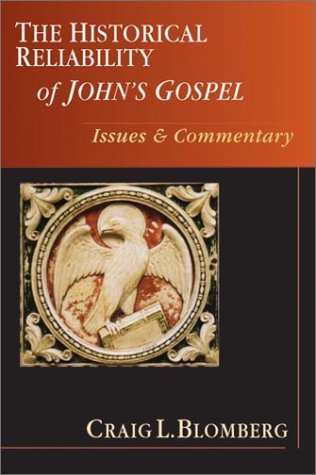 THE HISTORICAL
RELIABILITY
of JOHN'S GOSPEL
Issues & Commentary
CRAIG L. BLOMBERG